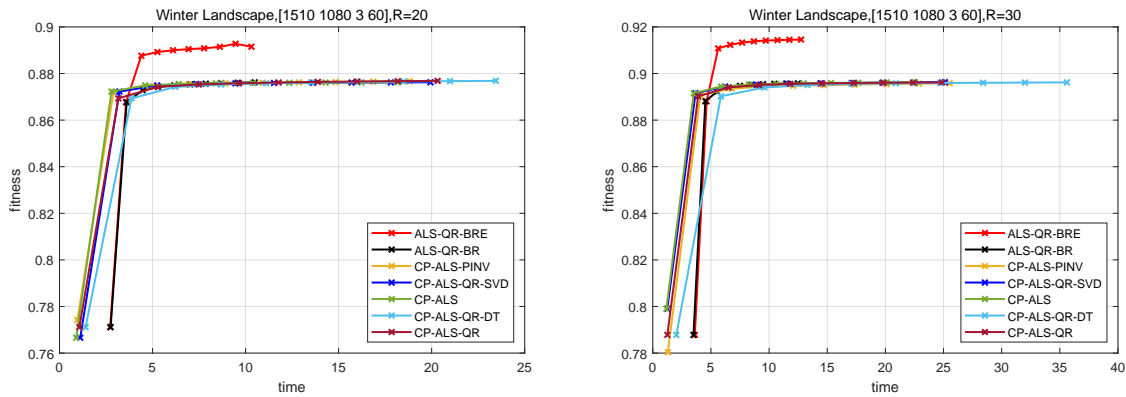 Winter Landscape,[1510 1080 3 60],R=20
0.9
0.88
0.86
0.84
0.82
0.8
0.78
0.76
fitness
0
5
10
15
20
25
time
ALS-QR-BRE
ALS-QR-BR
CP-ALS-PINV
CP-ALS-QR-SVD
CP-ALS
CP-ALS-QR-DT
CP-ALS-QR
Winter Landscape,[1510 1080 3 60],R=30
0.92
0.9
0.88
0.86
0.84
0.82
0.8
0.78
fitness
0
5
10
15
20
25
30
35
40
time
ALS-QR-BRE
ALS-QR-BR
CP-ALS-PINV
CP-ALS-QR-SVD
CP-ALS
CP-ALS-QR-DT
CP-ALS-QR